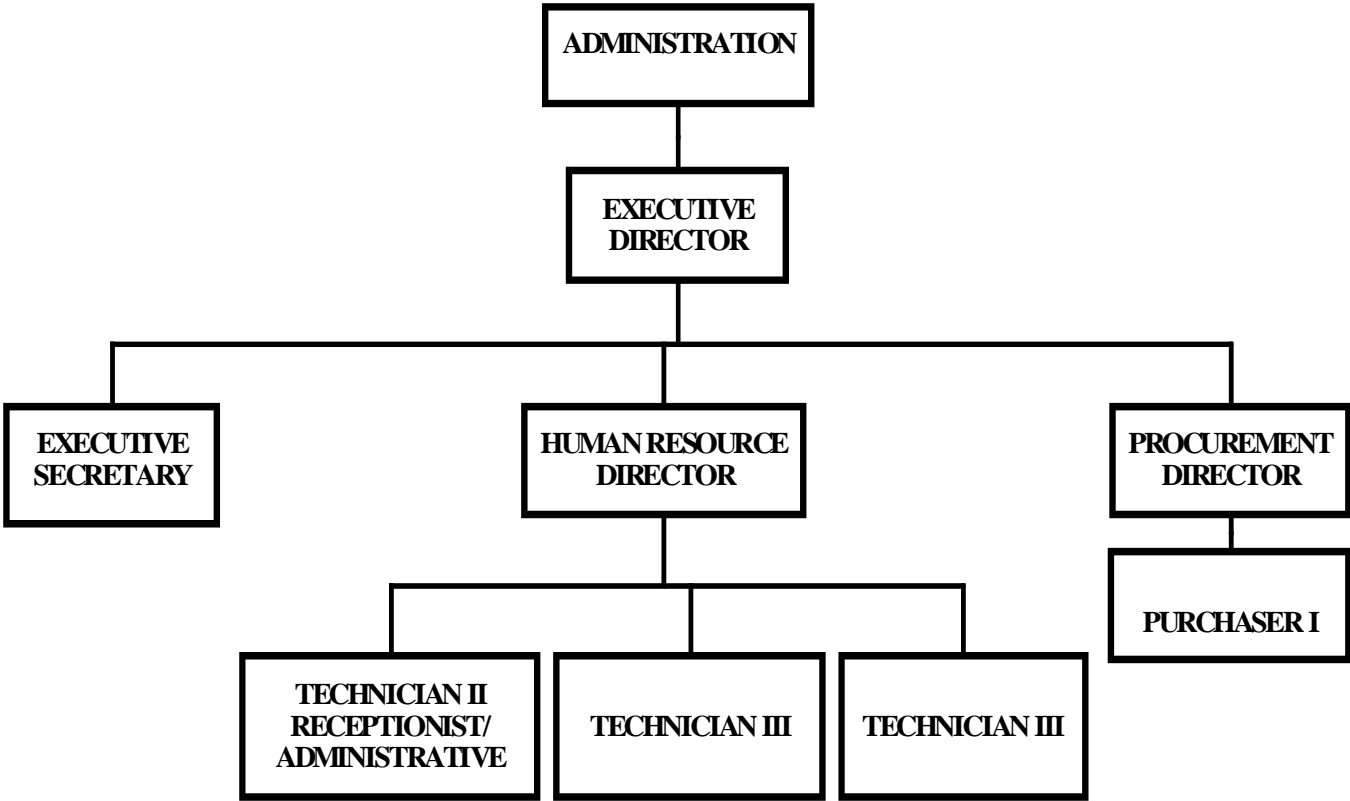 ADMINISTRATION
EXECUTIVE
DIRECTOR
EXECUTIVE
SECRETARY
HUMAN RESOURCE
DIRECTOR
PROCUREMENT
DIRECTOR
PURCHASER I
TECHNICIAN II
RECEPTIONIST/
ADMINISTRATIVE
TECHNICIAN III
TECHNICIAN III